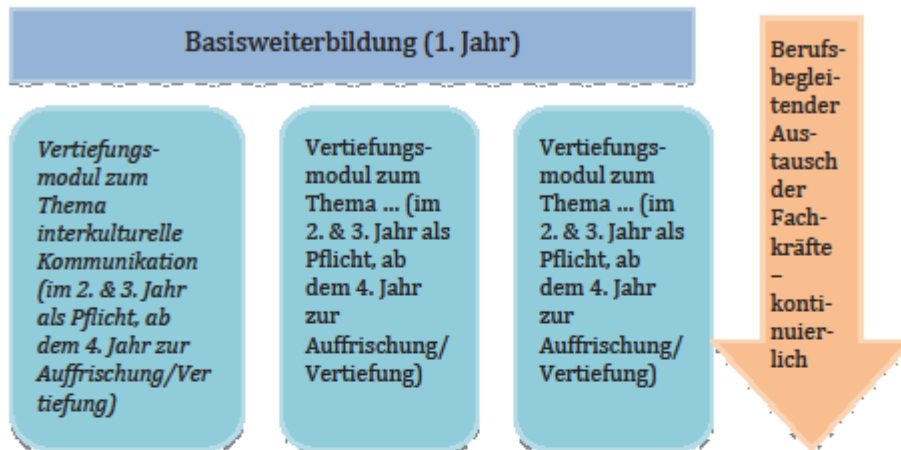 Basisweiterbildung (1. Jahr)
Vertiefungs-
modul zum
Thema
interkulturelle
Kommunikation
(im 2. & 3. Jahr
als Pflicht, ab
dem 4. Jahr zur
Auffrischung/Ver
tiefung)
Vertiefungs-
modul zum
Thema ... (im
2. & 3. Jahr als
Pflicht, ab
dem 4. Jahr
zur
Auffrischung/
Vertiefung)
Vertiefungs-
modul zum
Thema ... (im
2. & 3. Jahr als
Pflicht, ab
dem 4. Jahr
zur
Auffrischung/
Vertiefung)
Berufs-
beglei-
tender
Aus-
tausch
der
Fach-
kräfte
–
konti-
nuier-
lich